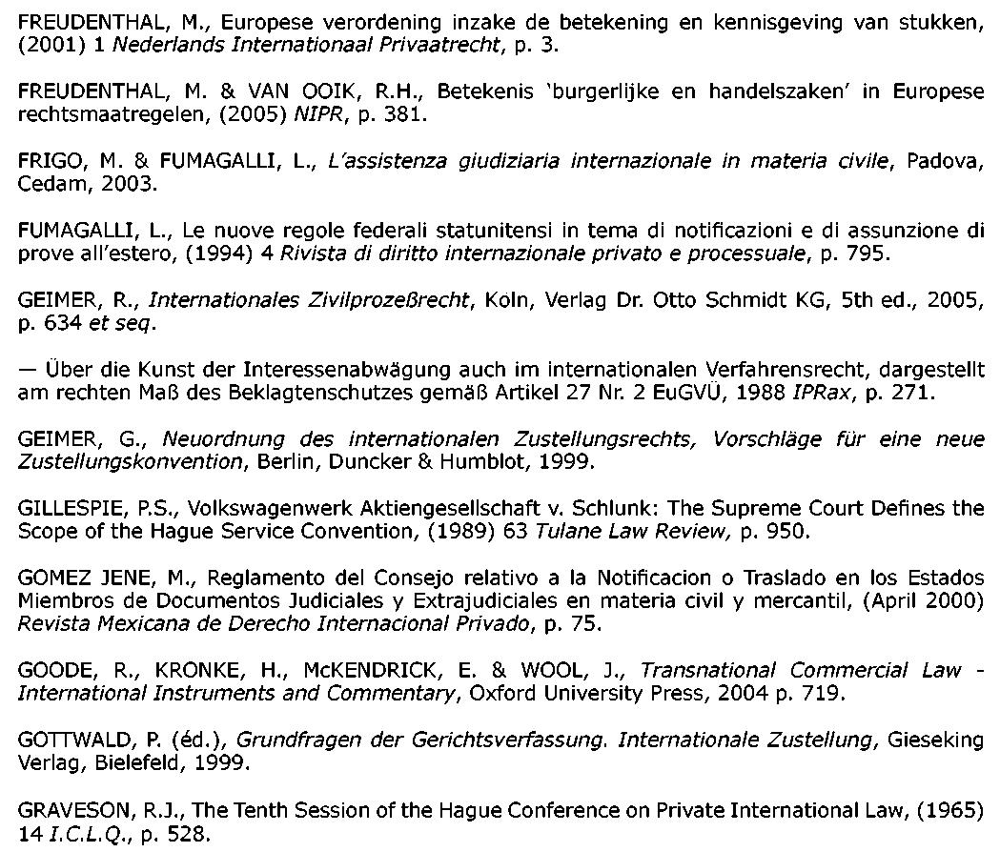 FREUDENTHAL, M., Europese verordening inzake de betekening en kennisgeving van stukken,
(2001) 1 Nederlands Internationaal Privaatrecht, p. 3.
FREUDENTHAL, M. & VAN OOIK, R.H., Betekenis ‘burgerlijke en handelszaken’ in Europese
rechtsmaatregelen, (2005) NIPR, p. 381.
FRIGO, M. & FUMAGALLI, L., L’assistenza giudiziaria internazionale in materia civile, Padova,
Cedam, 2003.
FUMAGALLI, L., Le nuove regole federali statunitensi in tema di notificazioni e di assunzione di
prove all’estero, (1994) 4 Rivista di diritto internazionale privato e processuale, p. 795.
GEIMER, R., Internationales Zivilprozeßrecht, Köln, Verlag Dr. Otto Schmidt KG, 5th ed., 2005,
p. 634 et seq.
— Über die Kunst der Interessenabwägung auch im internationalen Verfahrensrecht, dargestellt
am rechten Maß des Beklagtenschutzes gemäß Artikel 27 Nr. 2 EuGVÜ, 1988 IPRax, p. 271.
GEIMER, G., Neuordnung des internationalen Zustellungsrechts, Vorschläge für eine neue
Zustellungskonvention, Berlin, Duncker & Humblot, 1999.
GILLESPIE, P.S., Volkswagenwerk Aktiengesellschaft v. Schlunk: The Supreme Court Defines the
Scope of the Hague Service Convention, (1989) 63 Tulane Law Review, p. 950.
GOMEZ JENE, M., Reglamento del Consejo relativo a la Notificacion o Traslado en los Estados
Miembros de Documentos Judiciales y Extrajudiciales en materia civil y mercantil, (April 2000)
Revista Mexicana de Derecho Internacional Privado, p. 75.
GOODE, R., KRONKE, H., McKENDRICK, E. & WOOL, J., Transnational Commercial Law -
International Instruments and Commentary, Oxford University Press, 2004 p. 719.
GOTTWALD, P. (éd.), Grundfragen der Gerichtsverfassung. Internationale Zustellung, Gieseking
Verlag, Bielefeld, 1999.
GRAVESON, R.J., The Tenth Session of the Hague Conference on Private International Law, (1965)
14 I.C.L.Q., p. 528.